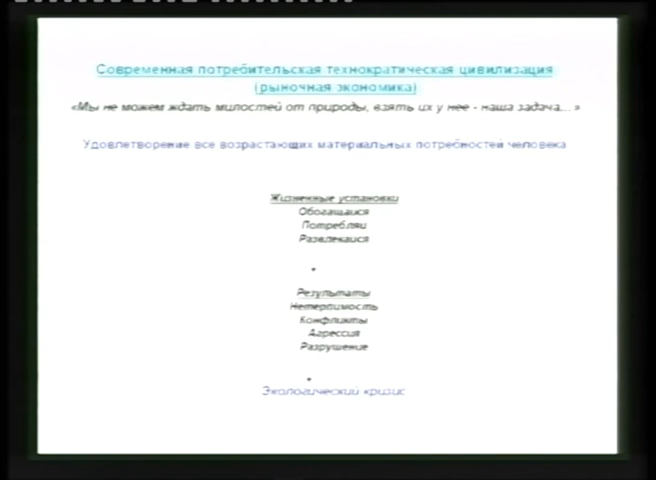 Современная потребительская технократическая цивилизация
(рыночная экономика)
«Мы не можем ждать милостей от природы, взять их у нее - наша задача...»
Удовлетворение все возрастающих материальных потребностей человека
Жизненные установки
Обогащайся
Потребляй
Развлекайся
Результаты
Нетерпимость
Конфликты
Агрессия
Разрушение
Экологический кризис